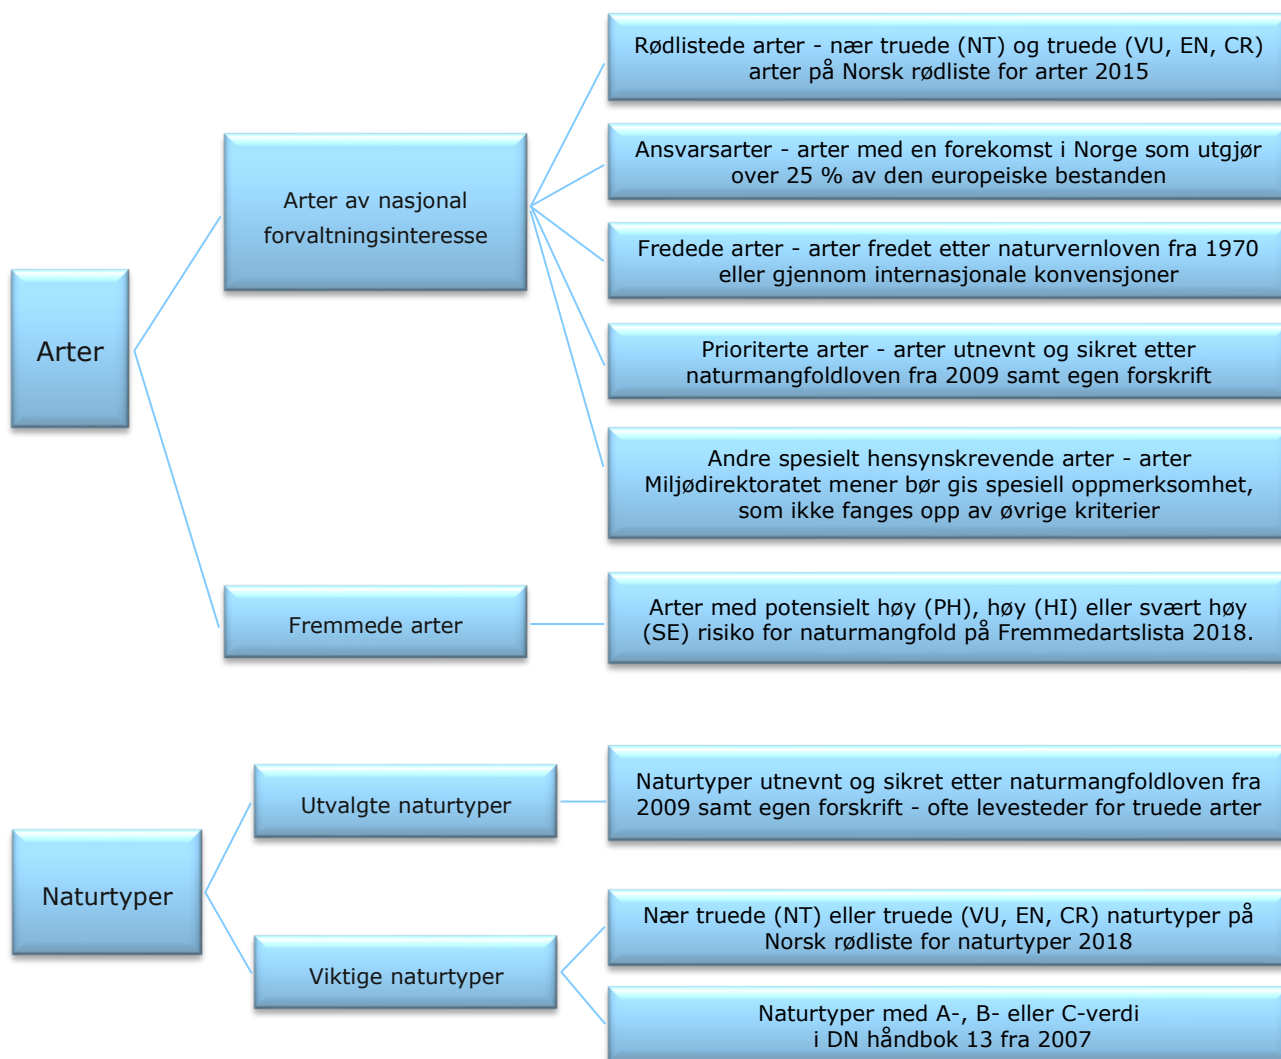 Arter
Arter av nasjonal
forvaltningsinteresse
Rødlistede arter - nær truede (NT) og truede (VU, EN, CR)
arter på Norsk rødliste for arter 2015
Ansvarsarter - arter med en forekomst i Norge som utgjør
over 25 % av den europeiske bestanden
Fredede arter - arter fredet etter naturvernloven fra 1970
eller gjennom internasjonale konvensjoner
Prioriterte arter - arter utnevnt og sikret etter
naturmangfoldloven fra 2009 samt egen forskrift
Andre spesielt hensynskrevende arter - arter
Miljødirektoratet mener bør gis spesiell oppmerksomhet,
som ikke fanges opp av øvrige kriterier
Fremmede arter
Arter med potensielt høy (PH), høy (HI) eller svært høy
(SE) risiko for naturmangfold på Fremmedartslista 2018.
Naturtyper
Utvalgte naturtyper
Naturtyper utnevnt og sikret etter naturmangfoldloven fra
2009 samt egen forskrift - ofte levesteder for truede arter
Viktige naturtyper
Nær truede (NT) eller truede (VU, EN, CR) naturtyper på
Norsk rødliste for naturtyper 2018
Naturtyper med A-, B- eller C-verdi
i DN håndbok 13 fra 2007